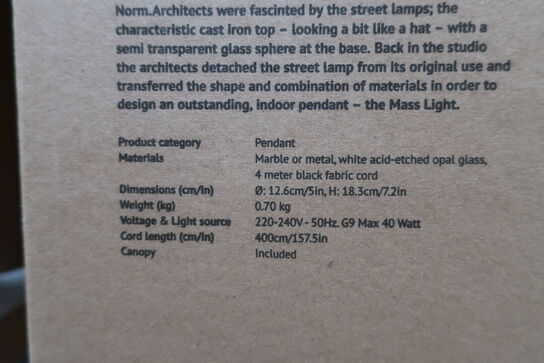 Norm.Architects were fascinted by the street lamps; the
characteristic cast iron top – looking a bit like a hat – with a
semi transparent glass sphere at the base. Back in the studio
the architects detached the street lamp from its original use and
transferred the shape and combination of materials in order to
design an outstanding, indoor pendant – the Mass Light.
Product category Pendant
Materials Marble or metal, white acid-etched opal glass,
4 meter black fabric cord
Dimensions (cm/in) Ø: 12.6cm/5in, H: 18.3cm/7.2in
Weight (kg) 0.70 kg
Voltage & Light source 220-240V - 50Hz. G9 Max 40 Watt
Cord length (cm/in) 400cm/157.5in
Canopy Included